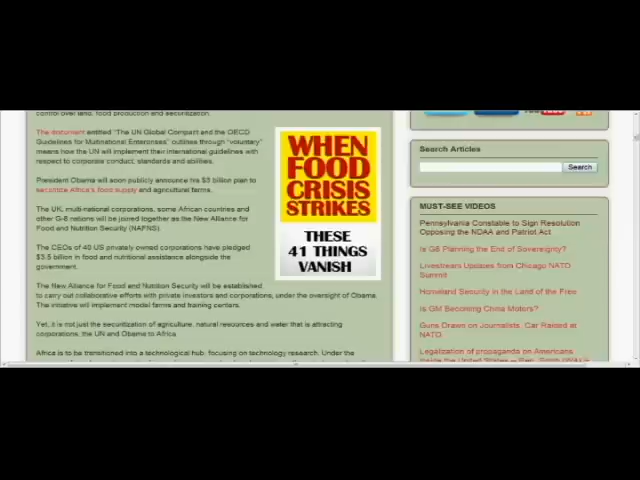 control over land, food production and securitization.
The document entitled "The UN Global Compact and the OECD
Guidelines for Multinational Enterprises" outlines through "voluntary"
means how the UN will implement their international guidelines with
respect to corporate conduct, standards and abilities.
President Obama will soon publicly announce his $3 billion plan to
securitize Africa's food supply and agricultural farms.
The UK, multi-national corporations, some African countries and
other G-8 nations will be joined together as the New Alliance for
Food and Nutrition Security (NAFNS).
The CEOs of 45 US privately owned corporations have pledged
$3.5 billion in food and nutritional assistance alongside the
government.
The New Alliance for Food and Nutrition Security will be established
to carry out collaborative efforts with private investors and corporations, under the oversight of Obama.
The initiative will implement model farms and training centers.
Yet, it is not just the securitization of agriculture, natural resources and water that is attracting
corporations, the UN and Obama to Africa.
Africa is to be transitioned into a technological hub, focusing on technology research. Under the
WHEN
FOOD
CRISIS
STRIKES
THESE
41 THINGS
VANISH
Search Articles
Search
MUST-SEE VIDEOS
Pennsylvania Constable to Sign Resolution
Opposing the NDAA and Patriot Act
Is G8 Planning the End of Sovereignty?
Livestream Updates from Chicago NATO
Summit
Homeland Security in the Land of the Free
Is GM Becoming China Motors?
Guns Drawn on Journalists, Car Raised at
NATO
Legalization of propaganda on Americans
inside the United States